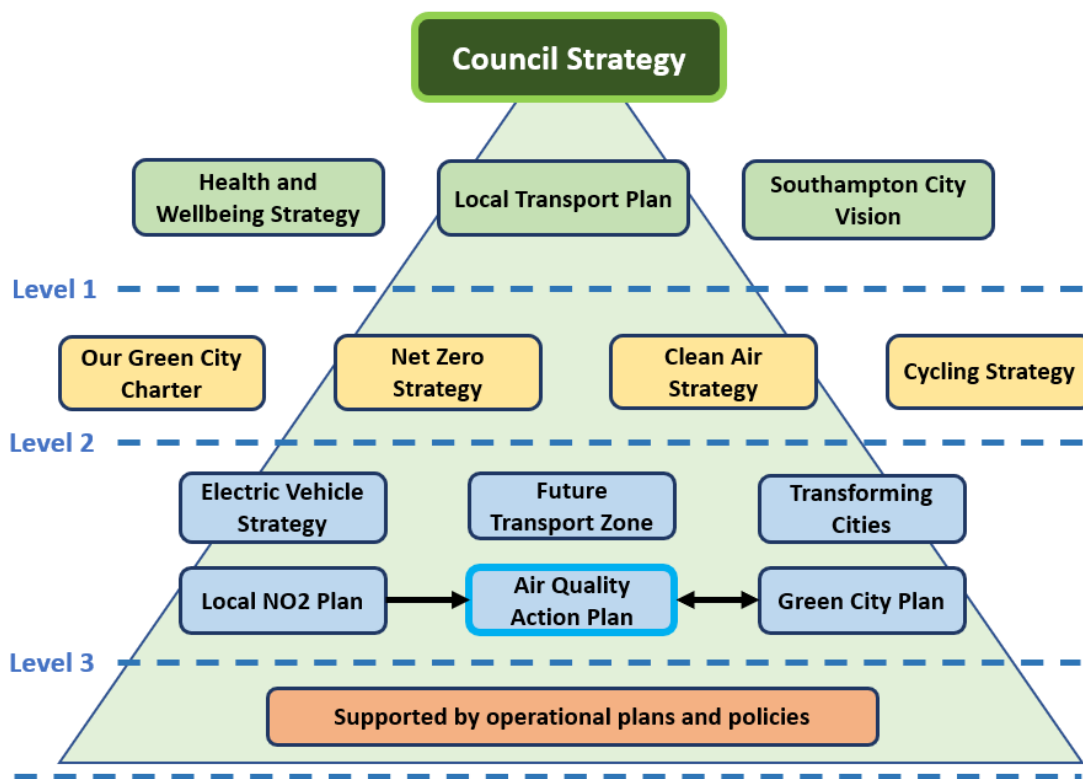 Council Strategy
Health and
Wellbeing Strategy
Local Transport Plan
Southampton City
Vision
Level 1
Our Green City
Charter
Net Zero
Strategy
Clean Air
Strategy
Cycling Strategy
Level 2
Electric Vehicle
Strategy
Future
Transport Zone
Transforming
Cities
Local NO2 Plan
Air Quality
Action Plan
Green City Plan
Level 3
Supported by operational plans and policies